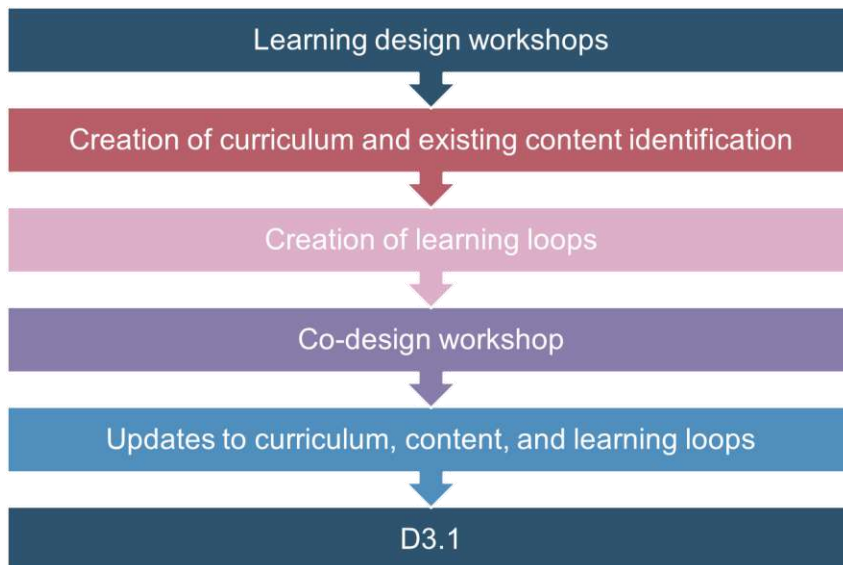 Learning design workshops
Creation of curriculum and existing content identification
Creation of learning loops
Co-design workshop
Updates to curriculum, content, and learning loops
D3.1